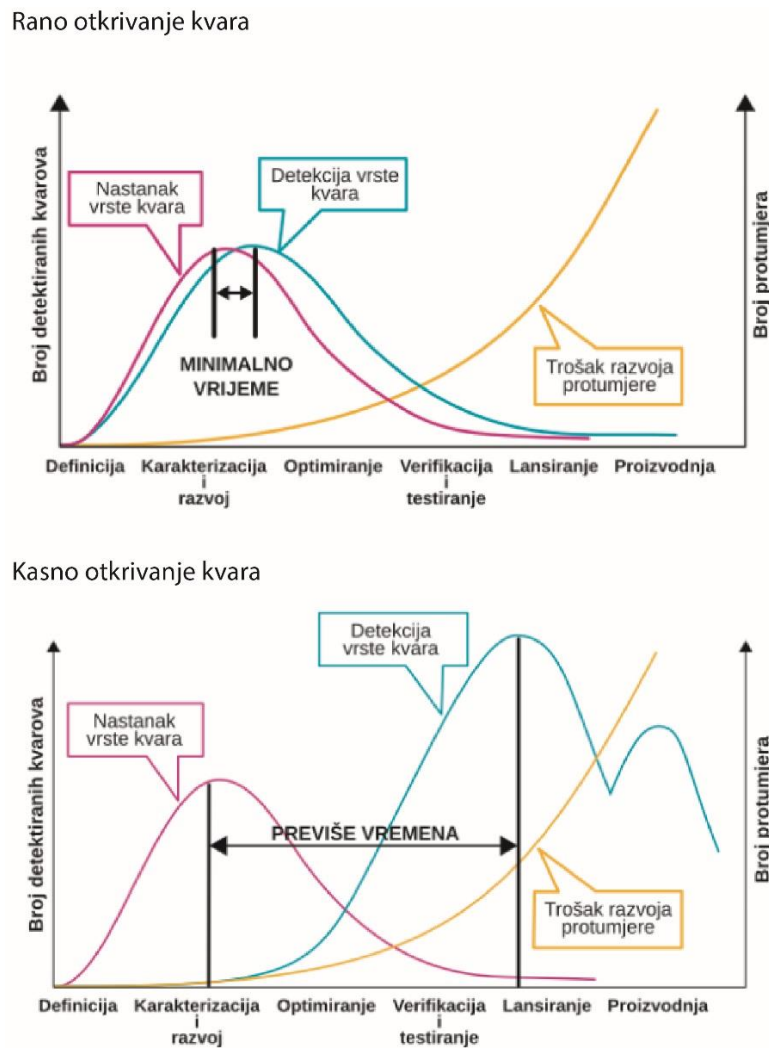 Rano otkrivanje kvara
Broj detektiranih kvarova
Nastanak
vrste kvara
Detekcija vrste
kvara
MINIMALNO
VRIJEME
Trošak razvoja
protumjere
Broj protumjera
Definicija
Karakterizacija
i
razvoj
Optimiranje
Verifikacija
i
testiranje
Lansiranje
Proizvodnja
Kasno otkrivanje kvara
Broj detektiranih kvarova
Nastanak
vrste kvara
Detekcija
vrste kvara
PREVIŠE VREMENA
Trošak razvoja
protumjere
Broj protumjera
Definicija
Karakterizacija
i
razvoj
Optimiranje
Verifikacija
i
testiranje
Lansiranje
Proizvodnja